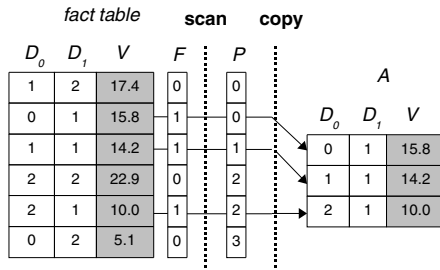 fact table scan copy
D0 D1 V F P
A
1 2 17.4 0 0
D0 D1 V
0 1 15.8 1 0
0 1 15.8
1 1 14.2 1 1
1 1 14.2
2 2 22.9 0 2
2 1 10.0 1 2
2 1 10.0
0 2 5.1 0 3